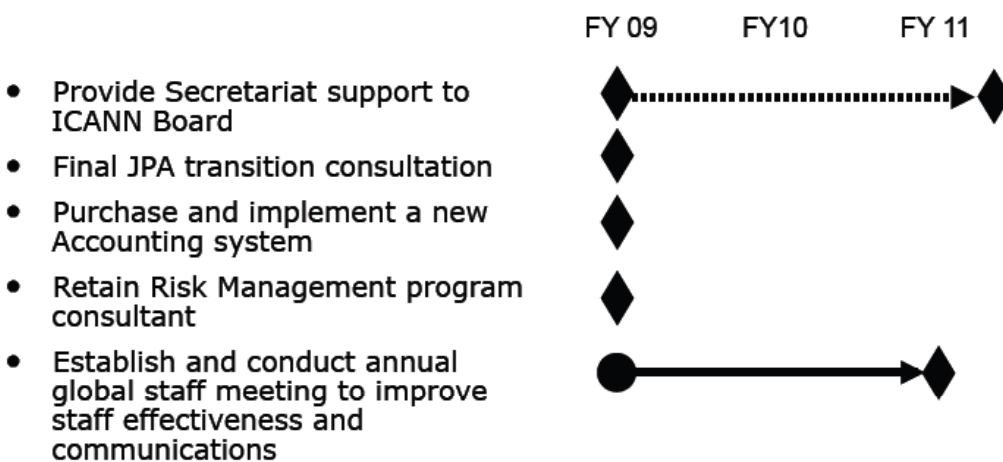 FY 09 FY10 FY 11
• Provide Secretariat support to
ICANN Board
• Final JPA transition consultation
• Purchase and implement a new
Accounting system
• Retain Risk Management program
consultant
• Establish and conduct annual
global staff meeting to improve
staff effectiveness and
communications